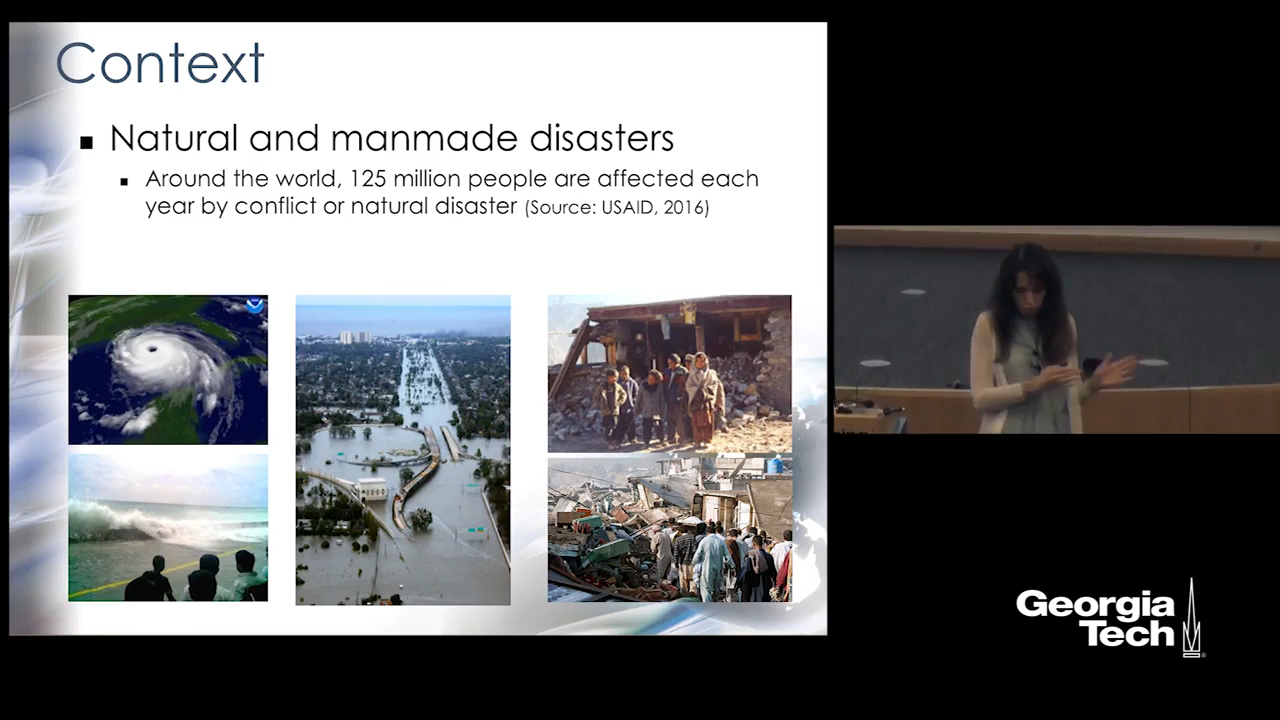 Context
Natural and manmade disasters
Around the world, 125 million people are affected each
year by conflict or natural disaster (Source: USAID, 2016)
Georgia
Tech